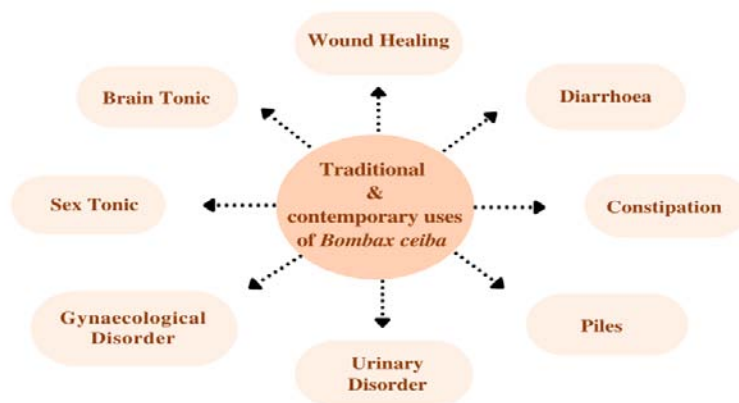 Wound Healing
Brain Tonic
Diarrhoea
Traditional
&
contemporary uses
of Bombax ceiba
Sex Tonic
Constipation
Gynaecological
Disorder
Piles
Urinary
Disorder